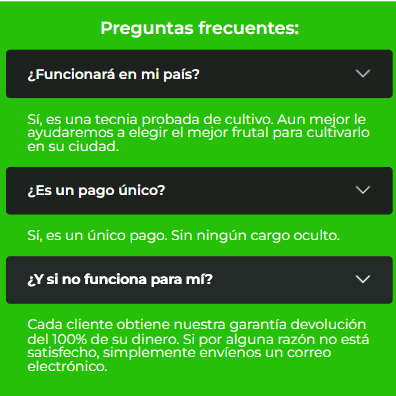 Preguntas frecuentes:
¿Funcionará en mi país?
Sí, es una tecnia probada de cultivo. Aun mejor le
ayudaremos a elegir el mejor frutal para cultivarlo
en su ciudad.
¿Es un pago único?
Sí, es un único pago. Sin ningún cargo oculto.
¿Y si no funciona para mí?
Cada cliente obtiene nuestra garantía devolución
del 100% de su dinero. Si por alguna razón no está
satisfecho, simplemente envíenos un correo
electrónico.